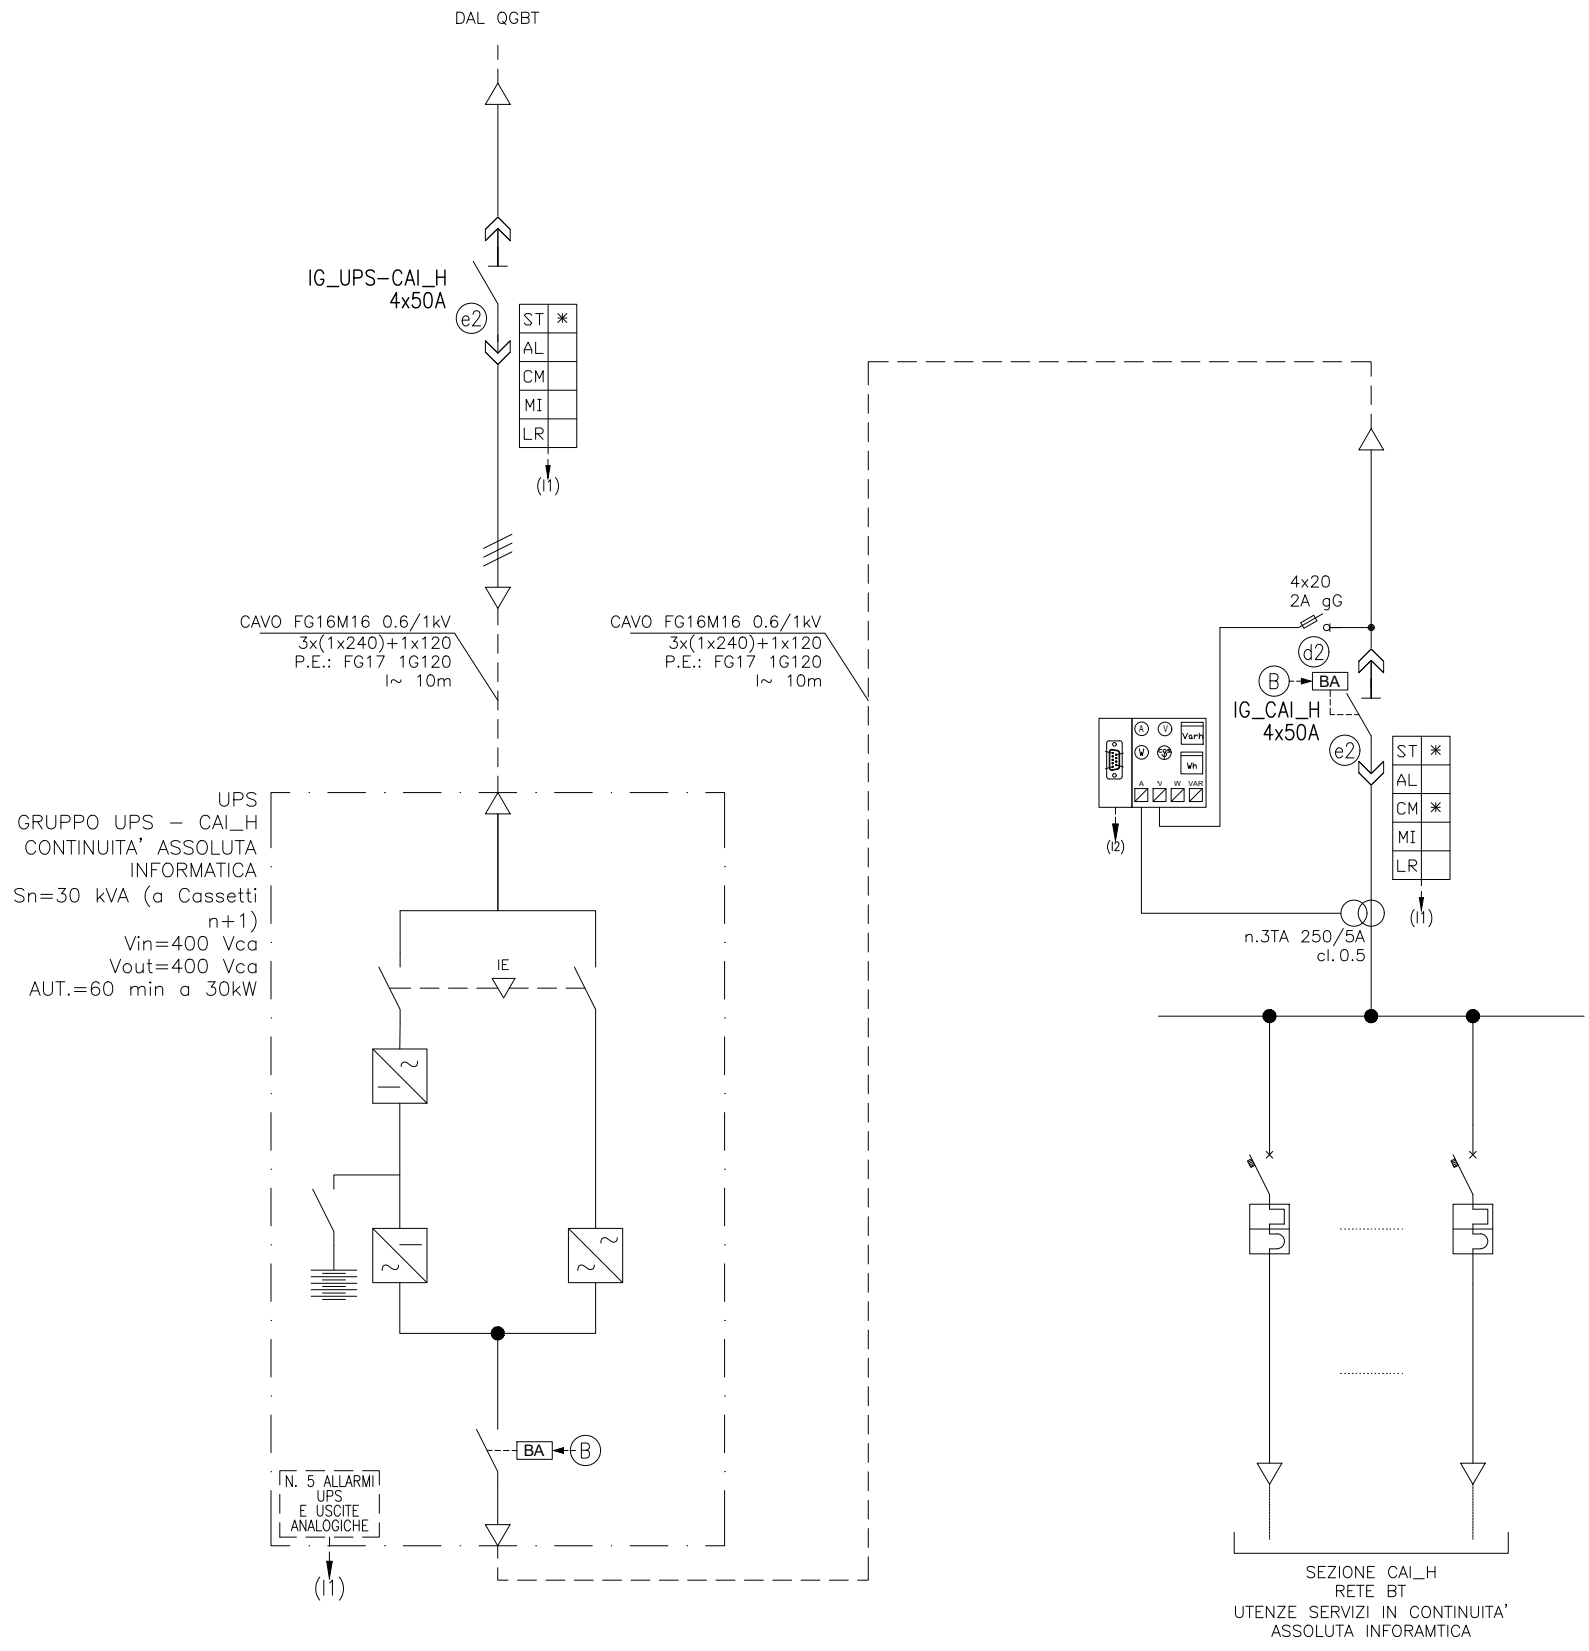 DAL QGBT
IG_UPS-CAI_H
4x50A
e2
ST *
AL
CM
MI
LR
(I1)
CAVO FG16M16 0.6/1kV
3x(1x240)+1x120
P.E.: FG17 1G120
l~ 10m
CAVO FG16M16 0.6/1kV
3x(1x240)+1x120
P.E.: FG17 1G120
l~ 10m
4x20
2A gG
d2
B
BA
IG_CAI_H
4x50A
e2
ST *
AL
CM *
MI
LR
(I1)
A V
Varh
W cosφ
Wh
A V W VAR
(I2)
n.3TA 250/5A
cl.0.5
UPS
GRUPPO UPS - CAI_H
CONTINUITA' ASSOLUTA
INFORMATICA
Sn=30 kVA (a Cassetti
n+1)
Vin=400 Vca
Vout=400 Vca
AUT.=60 min a 30kW
IE
BA
B
N. 5 ALLARMI
UPS
E USCITE
ANALOGICHE
(I1)
SEZIONE CAI_H
RETE BT
UTENZE SERVIZI IN CONTINUITA'
ASSOLUTA INFORAMTICA